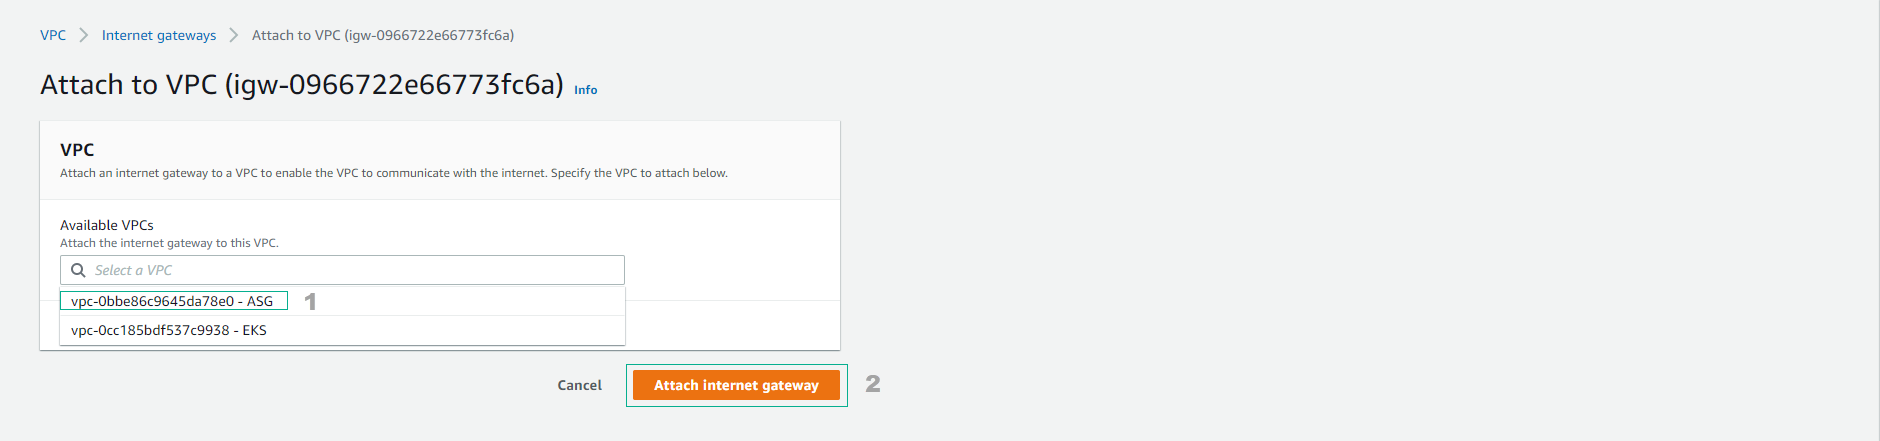 VPC > Internet gateways > Attach to VPC (igw-0966722e66773fc6a)
Attach to VPC (igw-0966722e66773fc6a) Info
VPC
Attach an internet gateway to a VPC to enable the VPC to communicate with the internet. Specify the VPC to attach below.
Available VPCs
Attach the internet gateway to this VPC.
Select a VPC
vpc-0bbe86c9645da78e0 - ASG 1
vpc-0cc185bdf537c9938 - EKS
Cancel Attach internet gateway 2